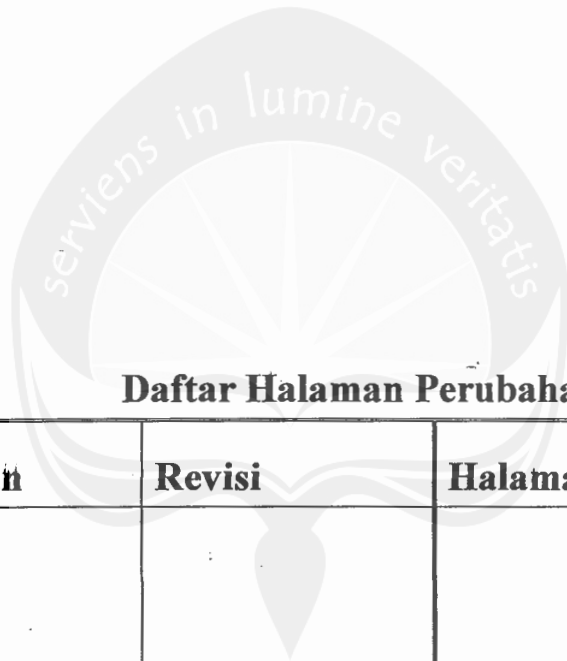 serviens in lumine veritatis
Daftar Halaman Perubaha
n Revisi Halama